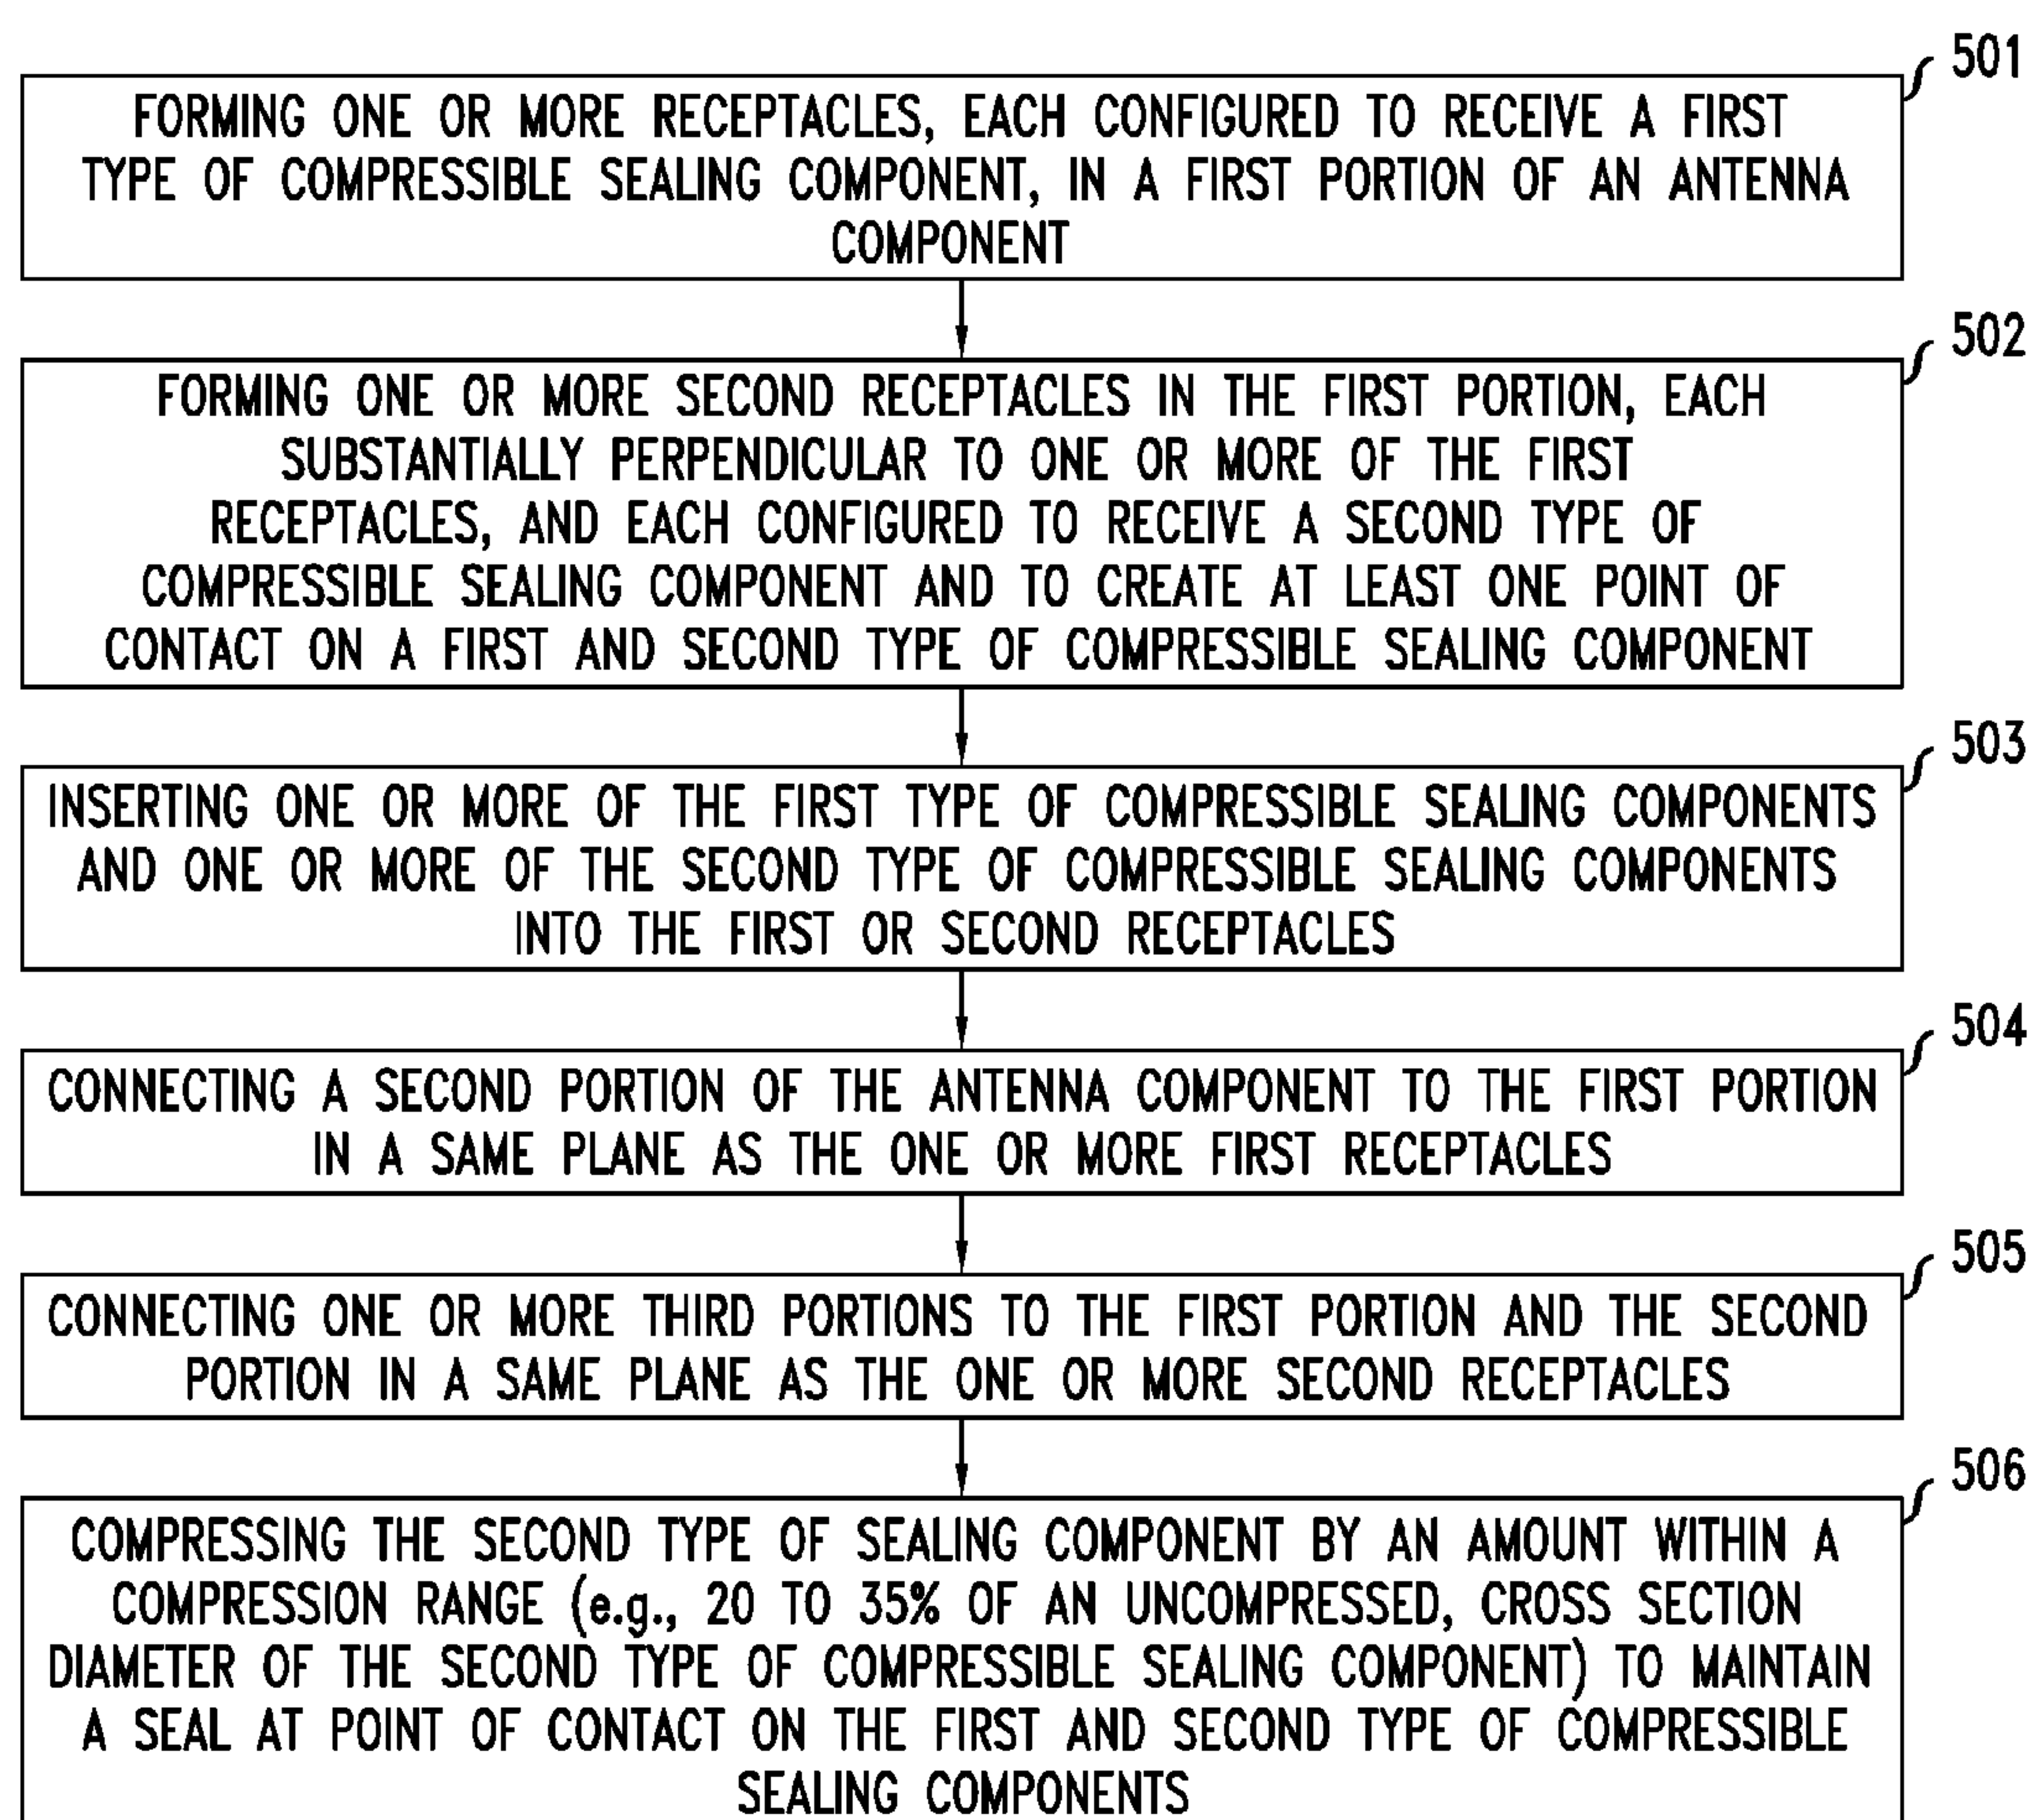 501
FORMING ONE OR MORE RECEPTACLES, EACH CONFIGURED TO RECEIVE A FIRST
TYPE OF COMPRESSIBLE SEALING COMPONENT, IN A FIRST PORTION OF AN ANTENNA
COMPONENT
502
FORMING ONE OR MORE SECOND RECEPTACLES IN THE FIRST PORTION, EACH
SUBSTANTIALLY PERPENDICULAR TO ONE OR MORE OF THE FIRST
RECEPTACLES, AND EACH CONFIGURED TO RECEIVE A SECOND TYPE OF
COMPRESSIBLE SEALING COMPONENT AND TO CREATE AT LEAST ONE POINT OF
CONTACT ON A FIRST AND SECOND TYPE OF COMPRESSIBLE SEALING COMPONENT
503
INSERTING ONE OR MORE OF THE FIRST TYPE OF COMPRESSIBLE SEALING COMPONENTS
AND ONE OR MORE OF THE SECOND TYPE OF COMPRESSIBLE SEALING COMPONENTS
INTO THE FIRST OR SECOND RECEPTACLES
504
CONNECTING A SECOND PORTION OF THE ANTENNA COMPONENT TO THE FIRST PORTION
IN A SAME PLANE AS THE ONE OR MORE FIRST RECEPTACLES
505
CONNECTING ONE OR MORE THIRD PORTIONS TO THE FIRST PORTION AND THE SECOND
PORTION IN A SAME PLANE AS THE ONE OR MORE SECOND RECEPTACLES
506
COMPRESSING THE SECOND TYPE OF SEALING COMPONENT BY AN AMOUNT WITHIN A
COMPRESSION RANGE (e.g., 20 TO 35% OF AN UNCOMPRESSED, CROSS SECTION
DIAMETER OF THE SECOND TYPE OF COMPRESSIBLE SEALING COMPONENT) TO MAINTAIN
A SEAL AT POINT OF CONTACT ON THE FIRST AND SECOND TYPE OF COMPRESSIBLE
SEALING COMPONENTS